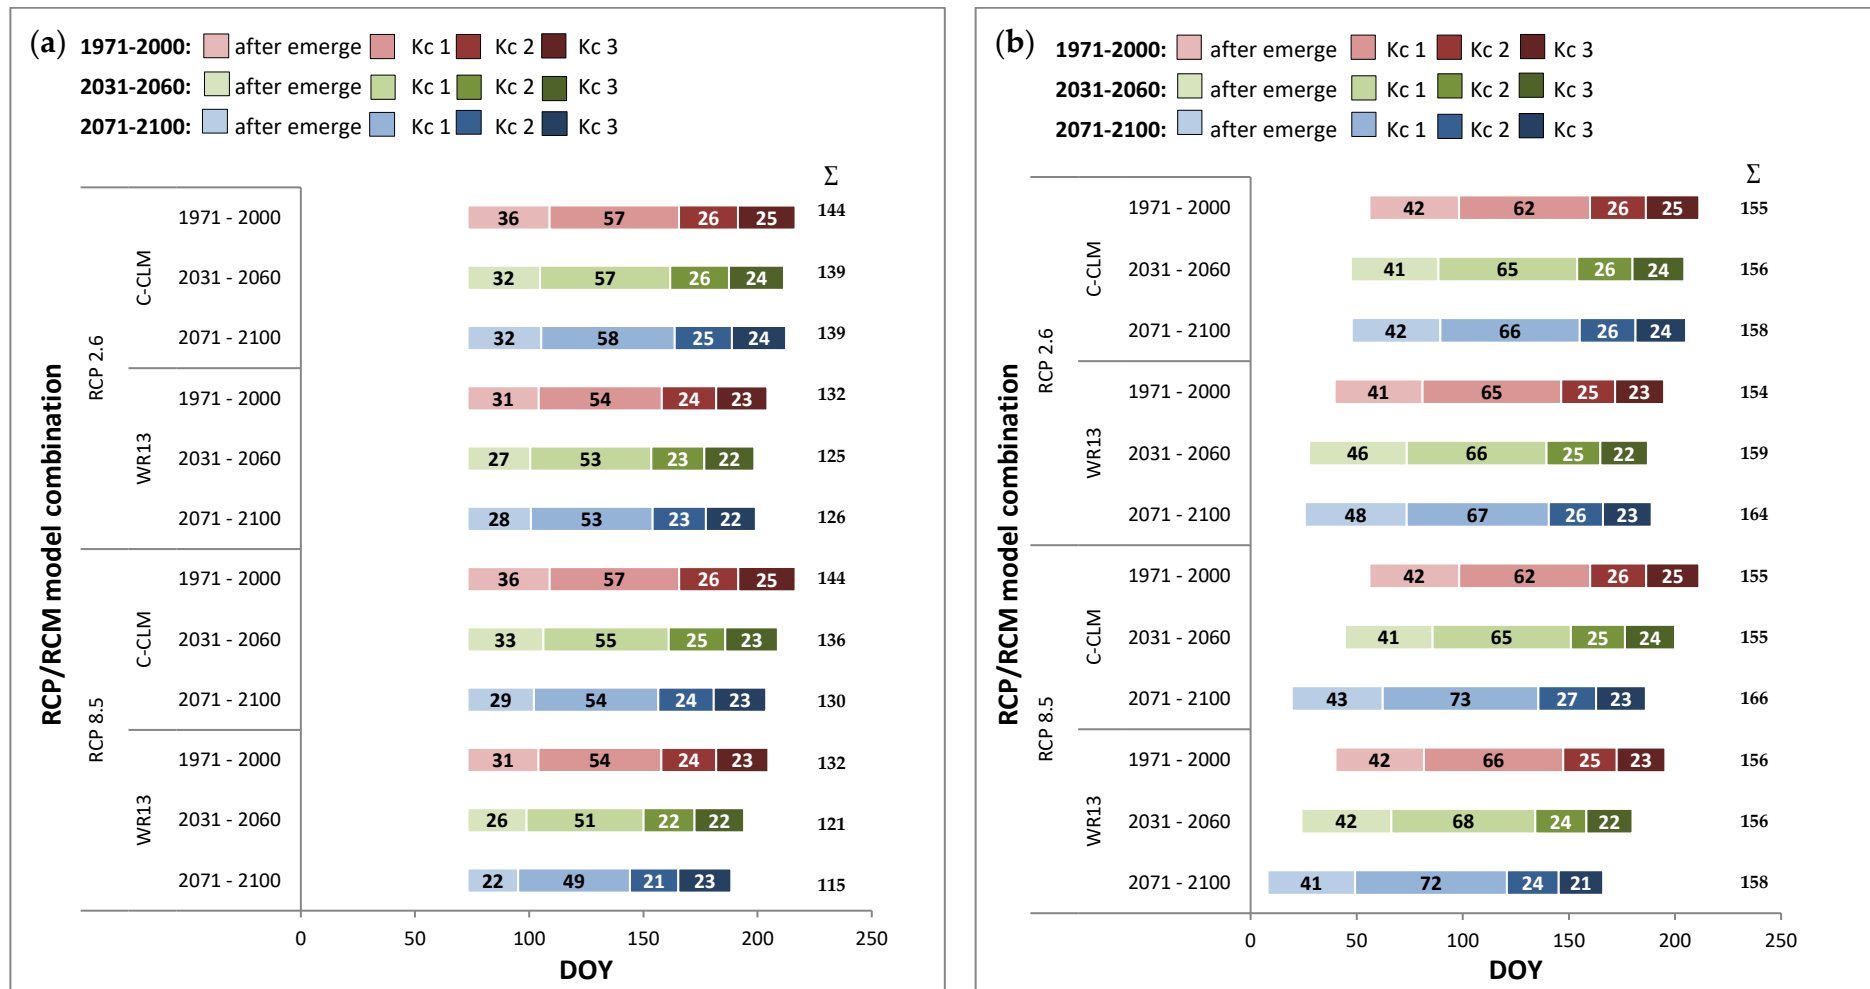 (a) 1971-2000: after emerge Kc 1 Kc 2 Kc 3
2031-2060: after emerge Kc 1 Kc 2 Kc 3
2071-2100: after emerge Kc 1 Kc 2 Kc 3
Σ
RCP/RCM model combination
RCP 2.6
C-CLM
1971 - 2000 36 57 26 25 144
2031 - 2060 32 57 26 24 139
2071 - 2100 32 58 25 24 139
WR13
1971 - 2000 31 54 24 23 132
2031 - 2060 27 53 23 22 125
2071 - 2100 28 53 23 22 126
RCP 8.5
C-CLM
1971 - 2000 36 57 26 25 144
2031 - 2060 33 55 25 23 136
2071 - 2100 29 54 24 23 130
WR13
1971 - 2000 31 54 24 23 132
2031 - 2060 26 51 22 22 121
2071 - 2100 22 49 21 23 115
0 50 100 150 200 250
DOY
(b) 1971-2000: after emerge Kc 1 Kc 2 Kc 3
2031-2060: after emerge Kc 1 Kc 2 Kc 3
2071-2100: after emerge Kc 1 Kc 2 Kc 3
Σ
RCP/RCM model combination
RCP 2.6
C-CLM
1971 - 2000 42 62 26 25 155
2031 - 2060 41 65 26 24 156
2071 - 2100 42 66 26 24 158
WR13
1971 - 2000 41 65 25 23 154
2031 - 2060 46 66 25 22 159
2071 - 2100 48 67 26 23 164
RCP 8.5
C-CLM
1971 - 2000 42 62 26 25 155
2031 - 2060 41 65 25 24 155
2071 - 2100 43 73 27 23 166
WR13
1971 - 2000 42 66 25 23 156
2031 - 2060 42 68 24 22 156
2071 - 2100 41 72 24 21 158
0 50 100 150 200 250
DOY